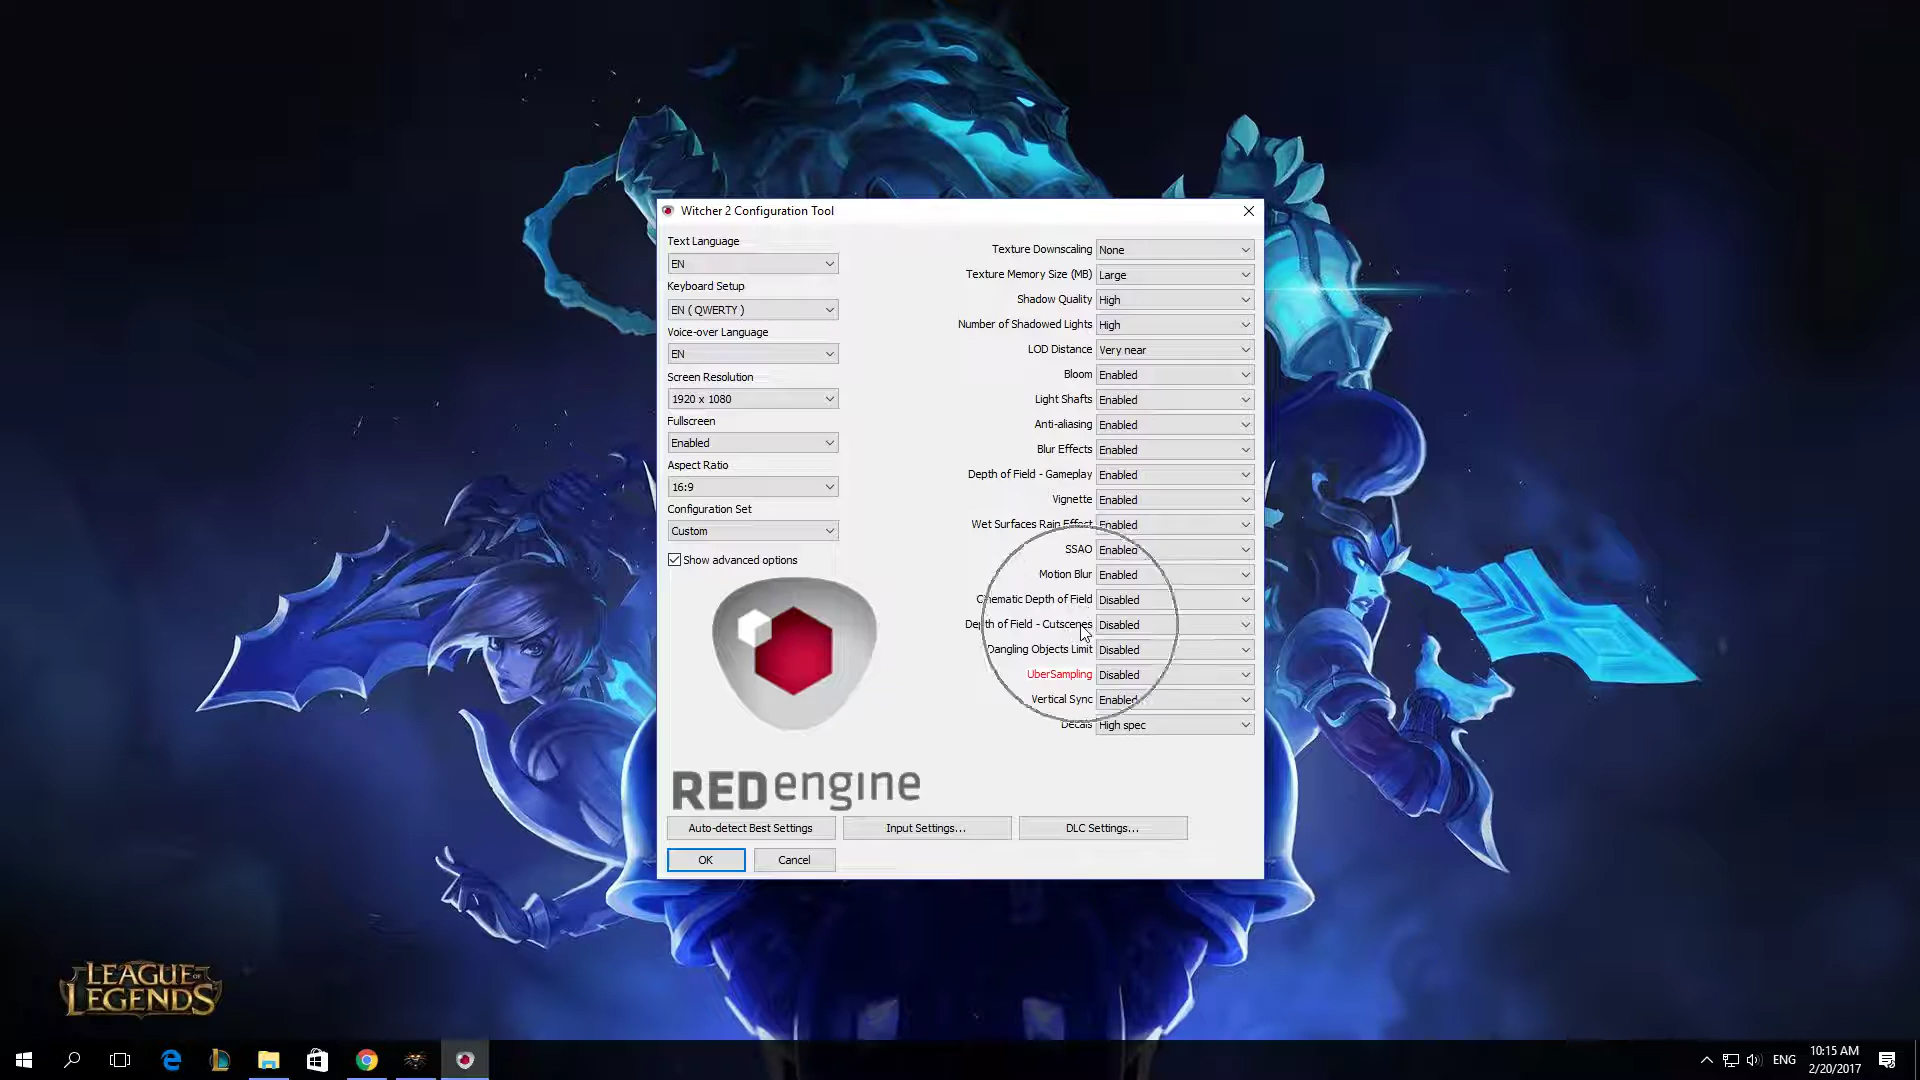 Witcher 2 Configuration Tool
Text Language
EN
Keyboard Setup
EN ( QWERTY )
Voice-over Language
EN
Screen Resolution
1920 x 1080
Fullscreen
Enabled
Aspect Ratio
16:9
Configuration Set
Custom
Show advanced options
Texture Downscaling None
Texture Memory Size (MB) Large
Shadow Quality High
Number of Shadowed Lights High
LOD Distance Very near
Bloom Enabled
Light Shafts Enabled
Anti-aliasing Enabled
Blur Effects Enabled
Depth of Field - Gameplay Enabled
Vignette Enabled
Wet Surfaces Rain Effect Enabled
SSAO Enabled
Motion Blur Enabled
Cinematic Depth of Field Disabled
Depth of Field - Cutscenes Disabled
Dangling Objects Limit Disabled
UberSampling Disabled
Vertical Sync Enabled
Decals High spec
REDengine
Auto-detect Best Settings Input Settings... DLC Settings...
OK Cancel
LEAGUE OF
LEGENDS
ENG
10:15 AM
2/20/2017